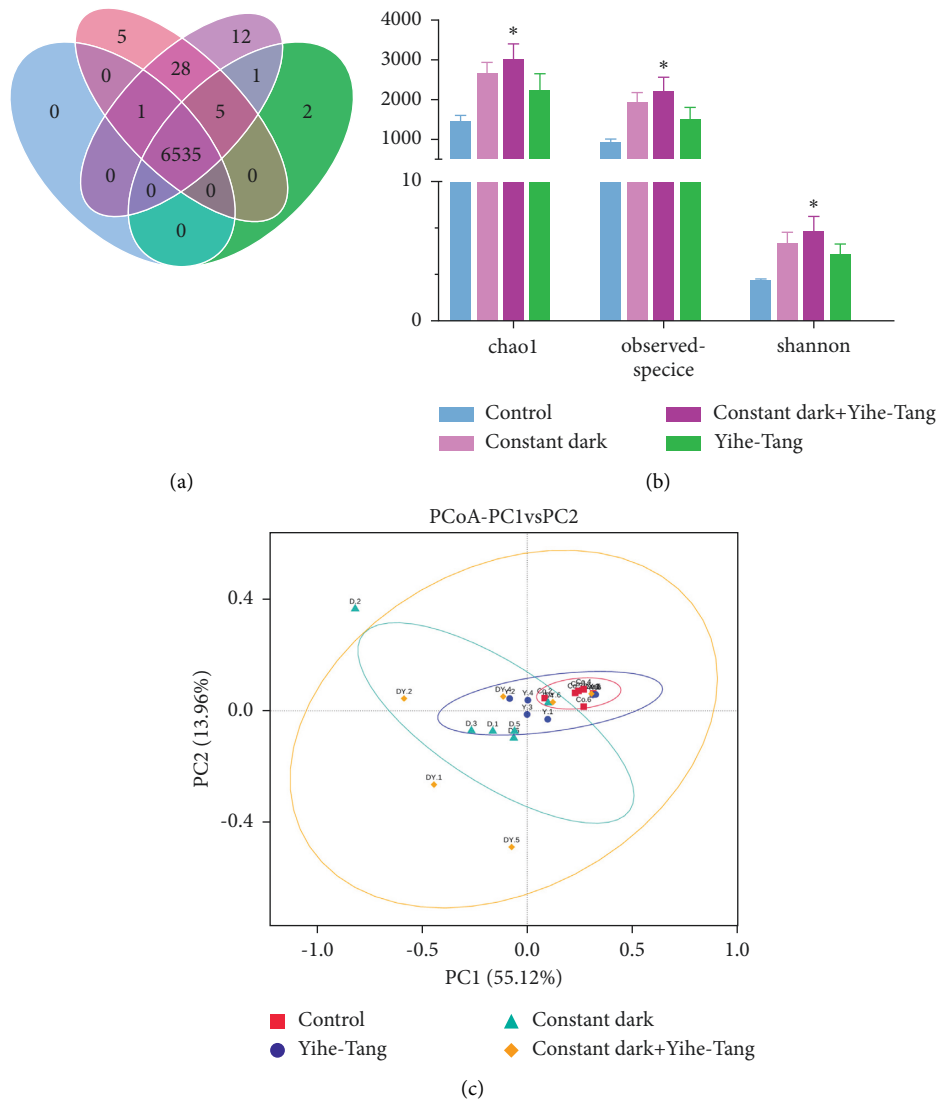 5
12
0
28
1
0
1
5
2
6535
0
0
0
0
0
(a)
4000
3000
2000
1000
10
0
*
*
*
chao1
observed-
specice
shannon
Control
Constant dark+Yihe-Tang
Constant dark
Yihe-Tang
(b)
PCoA-PC1vsPC2
PC2 (13.96%)
0.4
0.0
-0.4
D.2
DY.2
DY.4
Y.4
Y.3
Y.1
Co.6
D.3
D.1
D.5
DY.1
DY.5
-1.0
-0.5
0.0
0.5
1.0
PC1 (55.12%)
Control
Constant dark
Yihe-Tang
Constant dark+Yihe-Tang
(c)